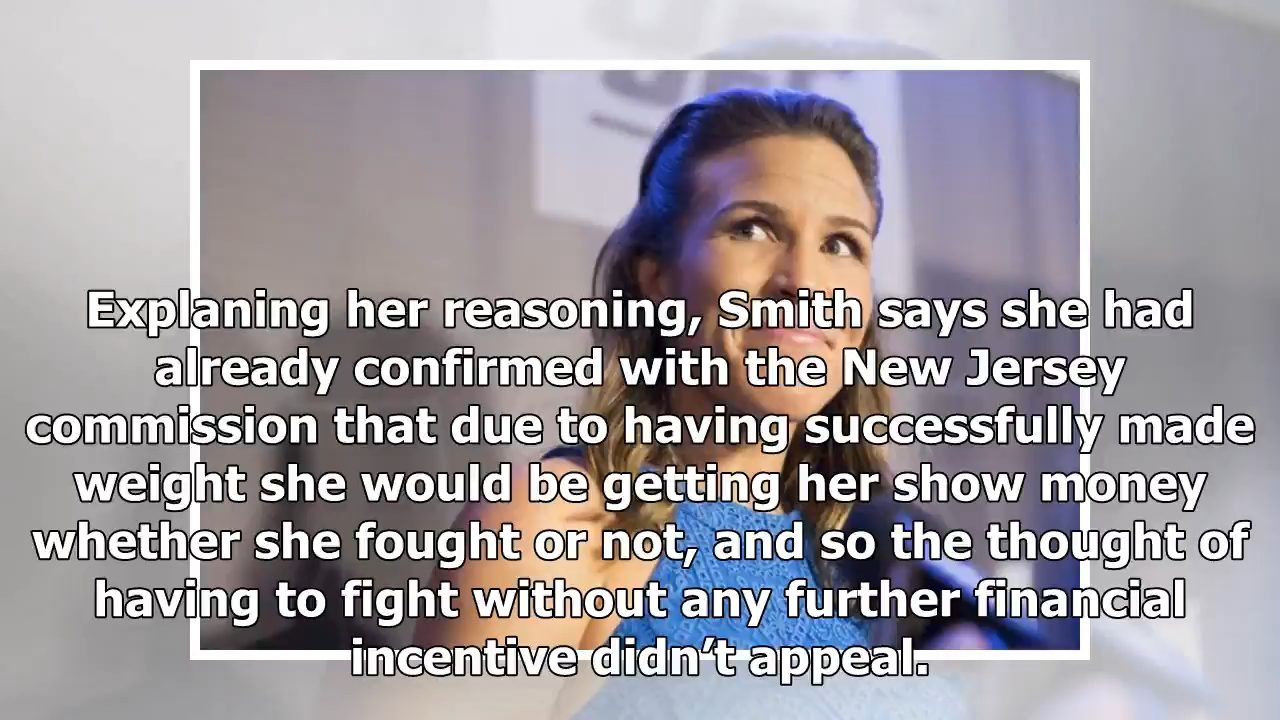 Explaning her reasoning, Smith says she had
already confirmed with the New Jersey
commission that due to having successfully made
weight she would be getting her show money
whether she fought or not, and so the thought of
having to fight without any further financial
incentive didn’t appeal.